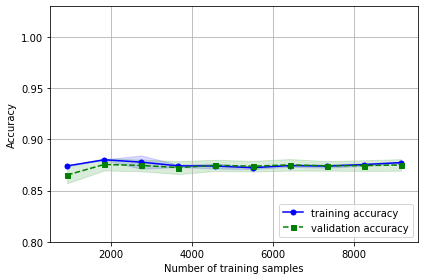 1.00
0.95
0.90
0.85
0.80
Accuracy
2000 4000 6000 8000
Number of training samples
training accuracy
validation accuracy